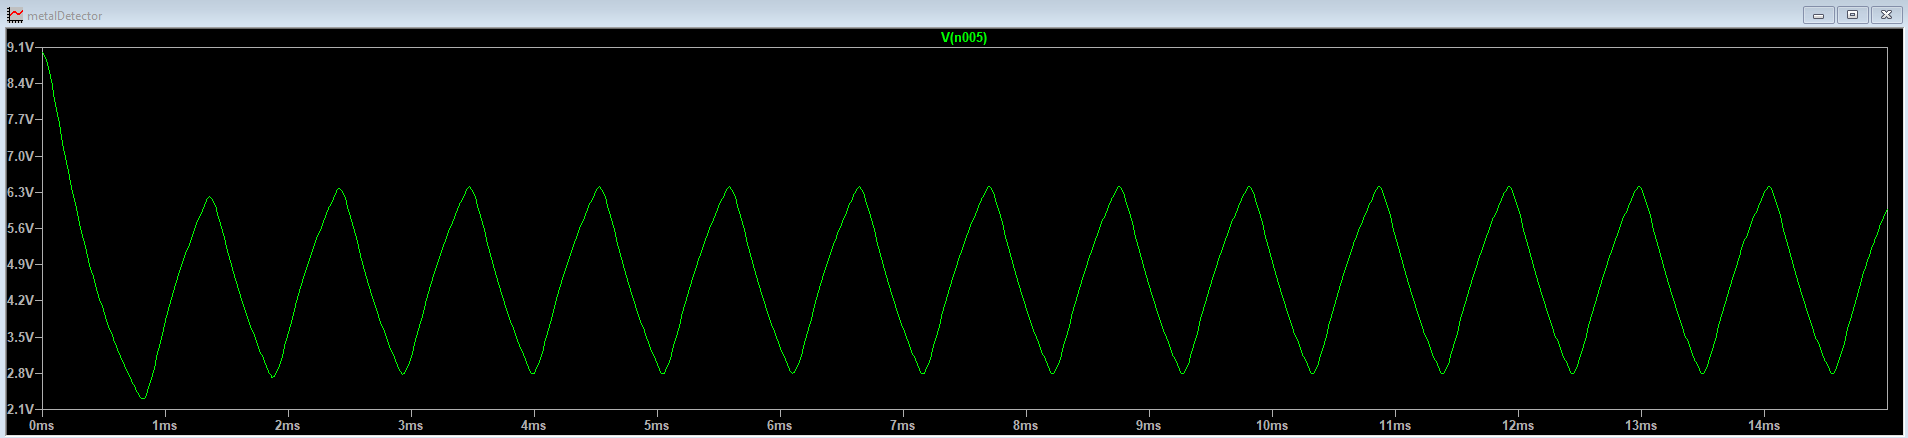 metalDetector
V(n005)
9.1V
8.4V
7.7V
7.0V
6.3V
5.6V
4.9V
4.2V
3.5V
2.8V
2.1V
0ms 1ms 2ms 3ms 4ms 5ms 6ms 7ms 8ms 9ms 10ms 11ms 12ms 13ms 14ms